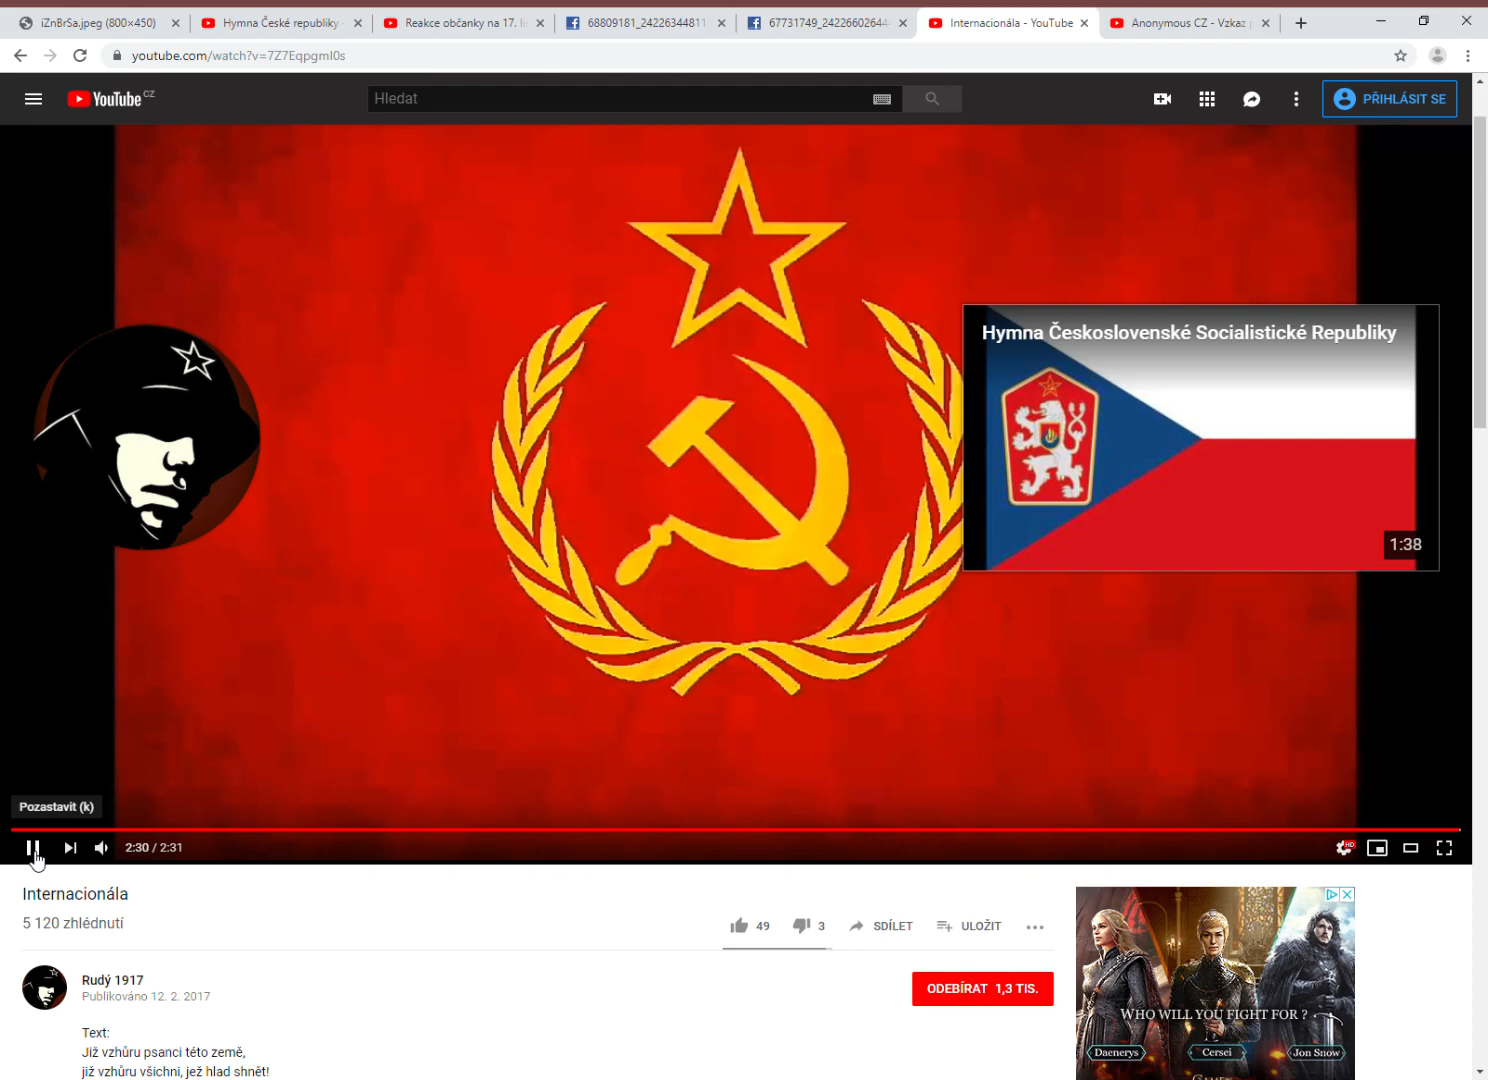 iZnBrSa.jpeg (800×450)
Hymna České republiky
Reakce občanky na 17. li
68809181_24226344811
67731749_24226602644
Internacionála - YouTube
Anonymous CZ - Vzkaz p
youtube.com/watch?v=7Z7EqpgmI0s
YouTube CZ
Hledat
PŘIHLÁSIT SE
Hymna Československé Socialistické Republiky
1:38
Pozastavit (k)
2:30 / 2:31
HD
Internacionála
5 120 zhlédnutí
49
3
SDÍLET
ULOŽIT
Rudý 1917
Publikováno 12. 2. 2017
ODEBÍRAT 1,3 TIS.
Text:
Již vzhůru psanci této země,
již vzhůru všichni, jež hlad shnět!
WHO WILL YOU FIGHT FOR ?
Daenerys
Cersei
Jon Snow